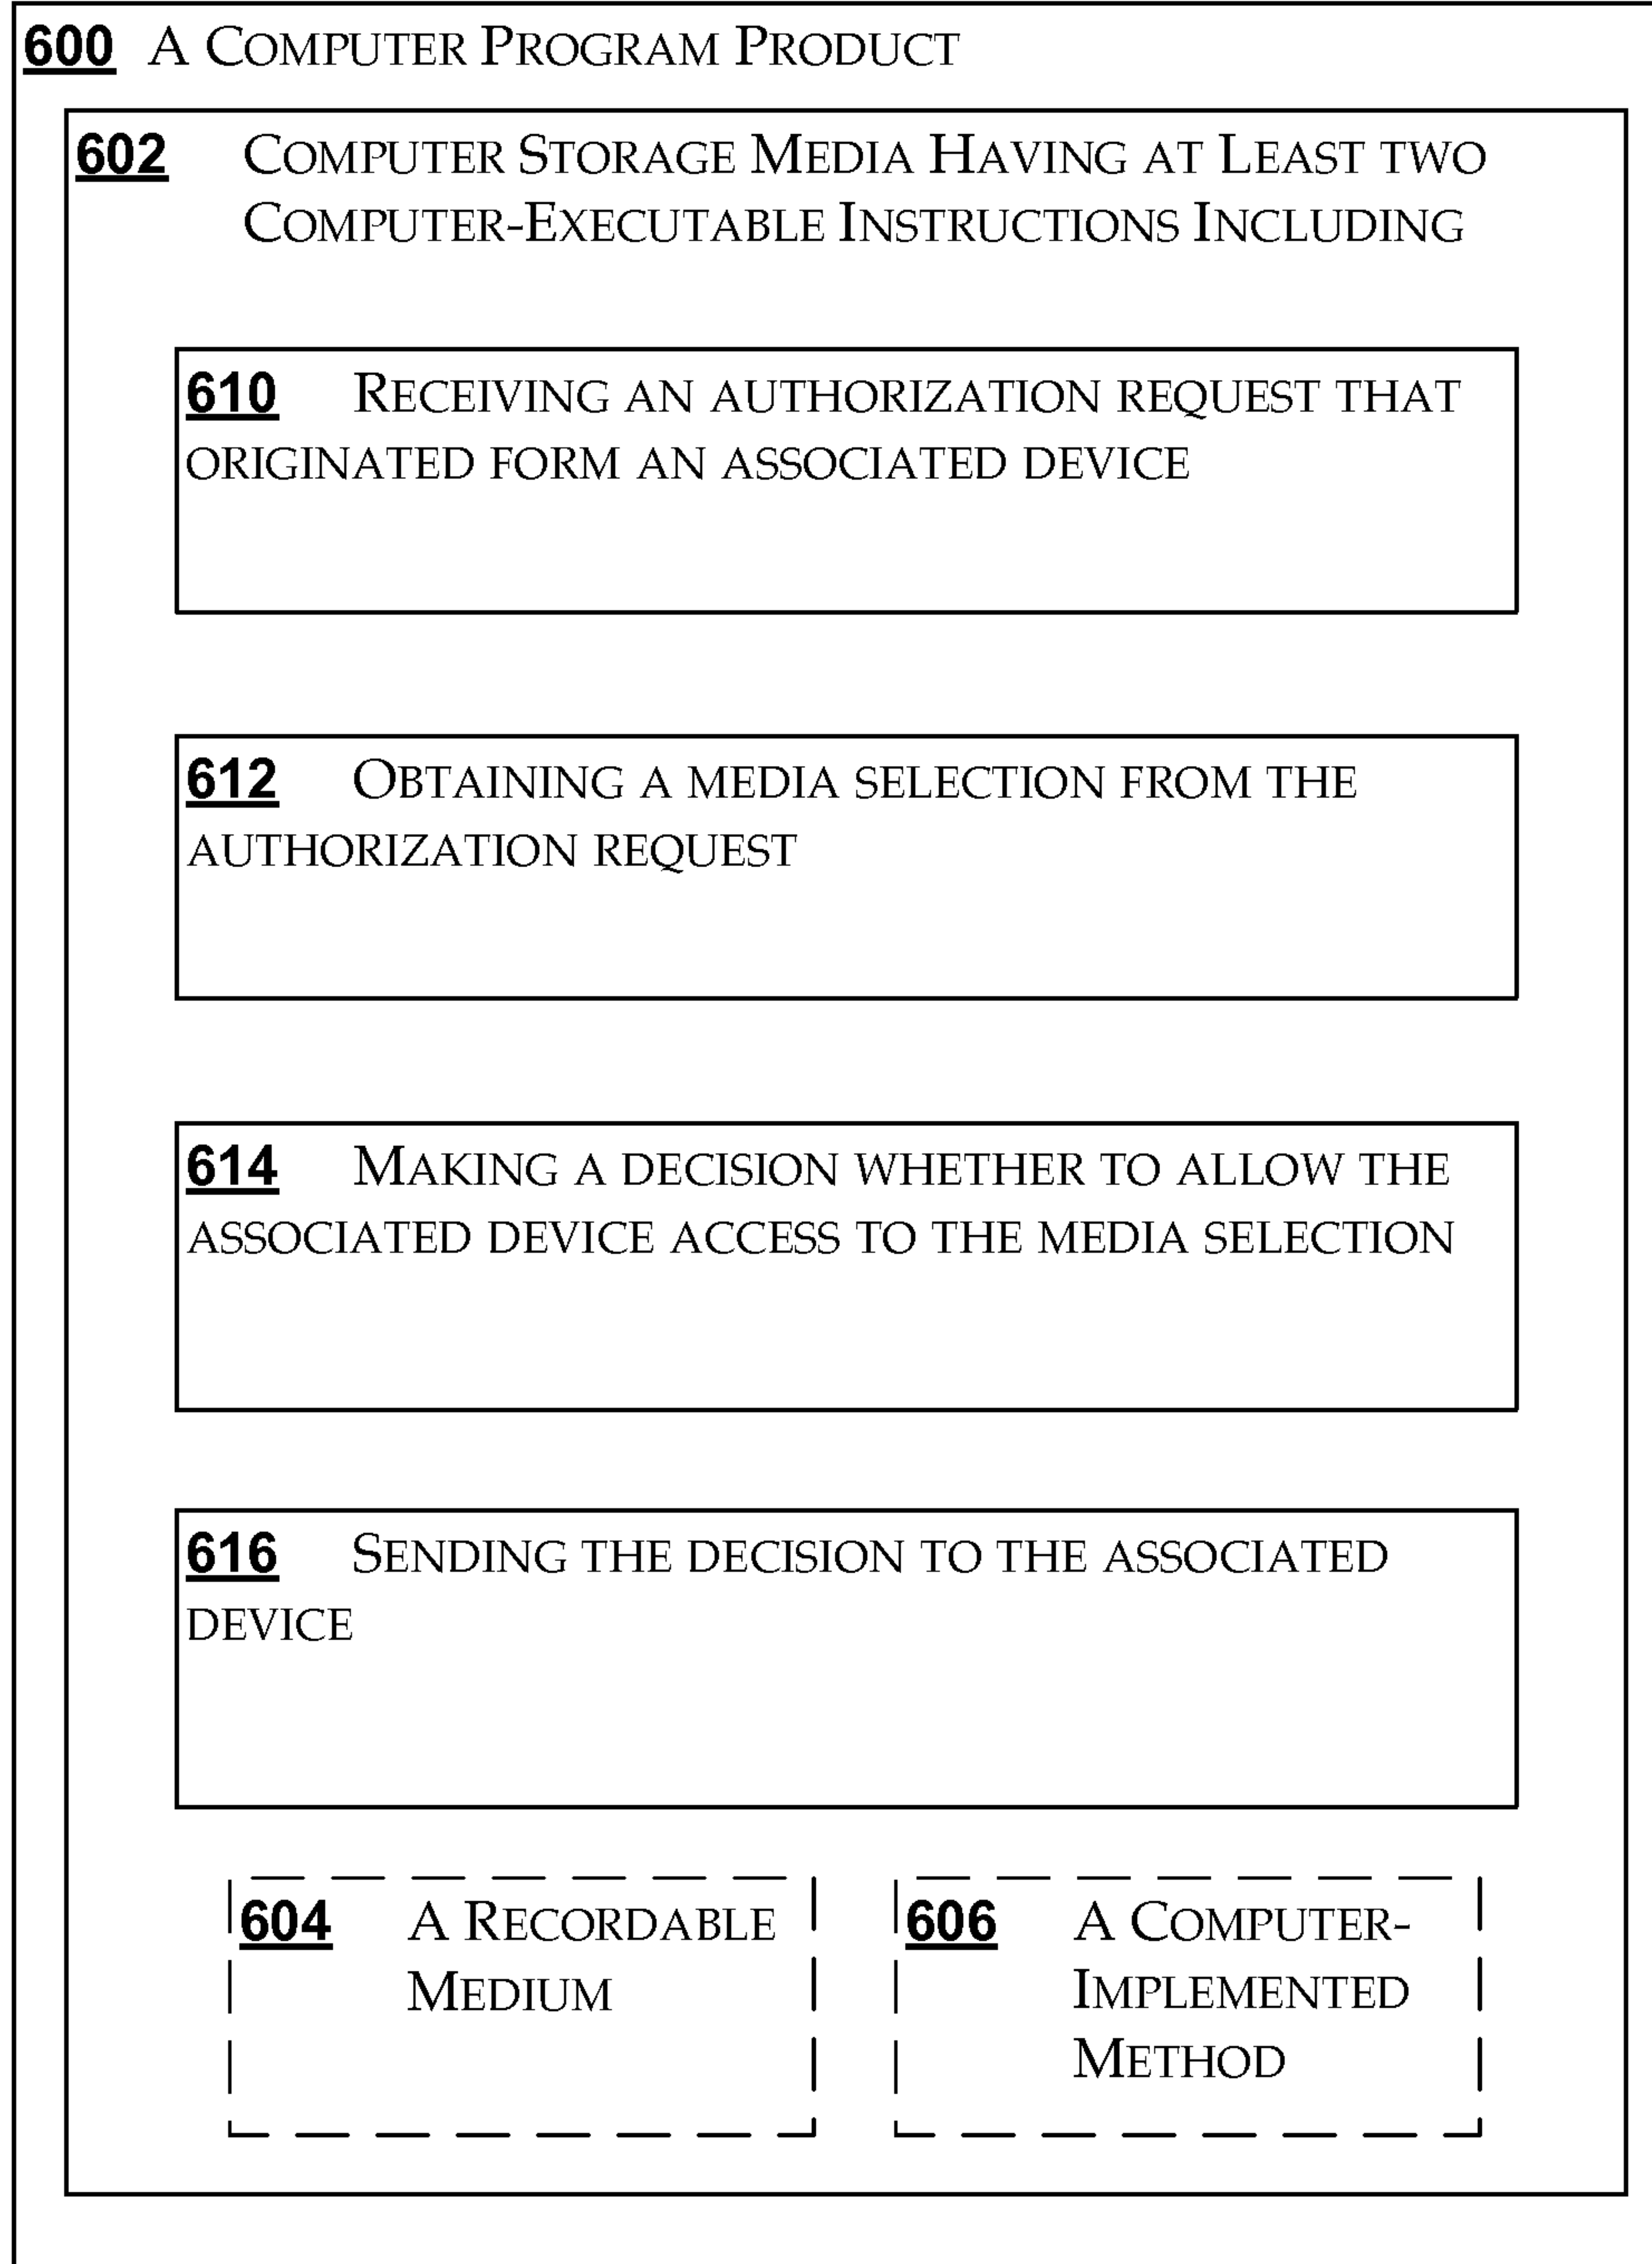 600 A Computer Program Product
602 Computer Storage Media Having at Least two
Computer-Executable Instructions Including
610 Receiving an authorization request that
originated form an associated device
612 Obtaining a media selection from the
authorization request
614 Making a decision whether to allow the
associated device access to the media selection
616 Sending the decision to the associated
device
604 A Recordable
Medium
606 A Computer-
Implemented
Method